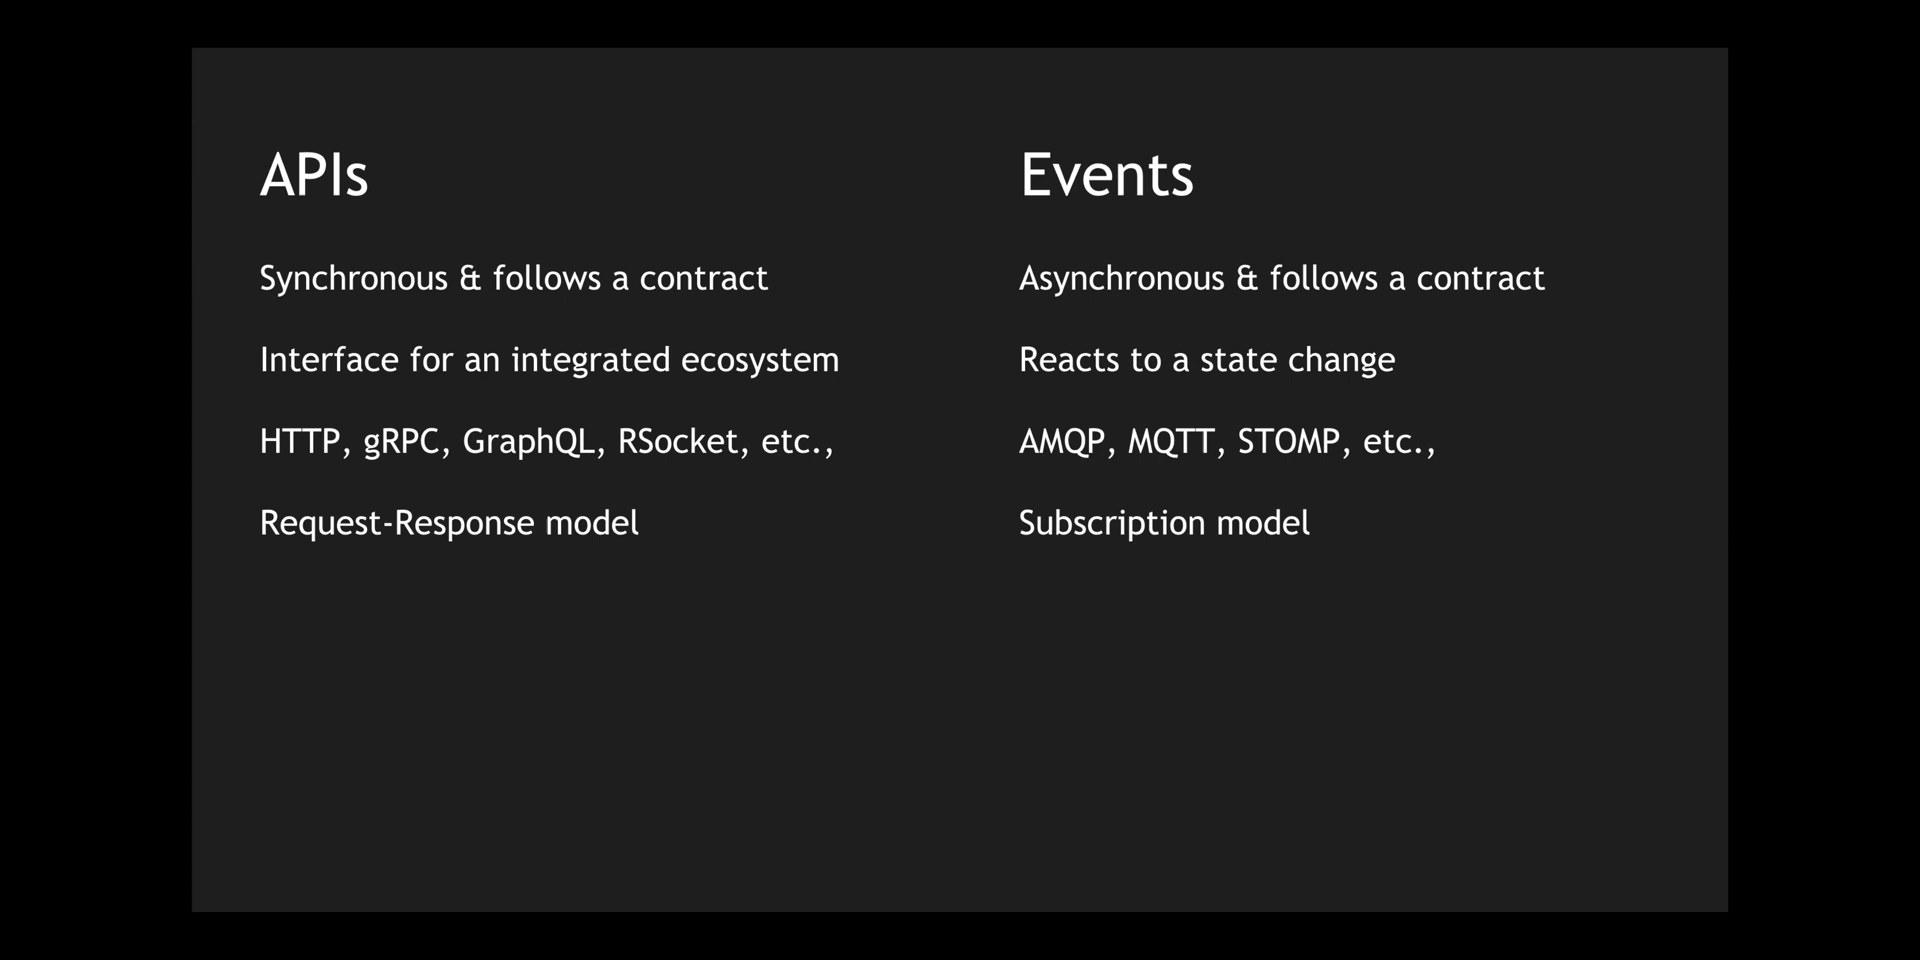 APIs
Synchronous & follows a contract
Interface for an integrated ecosystem
HTTP, gRPC, GraphQL, RSocket, etc.,
Request-Response model
Events
Asynchronous & follows a contract
Reacts to a state change
AMQP, MQTT, STOMP, etc.,
Subscription model